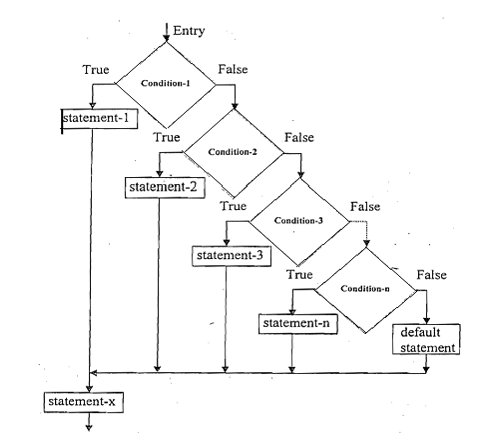 Entry
True
False
Condition-1
statement-1
True
False
Condition-2
statement-2
True
False
Condition-3
statement-3
True
False
Condition-n
statement-n
default
statement
statement-x